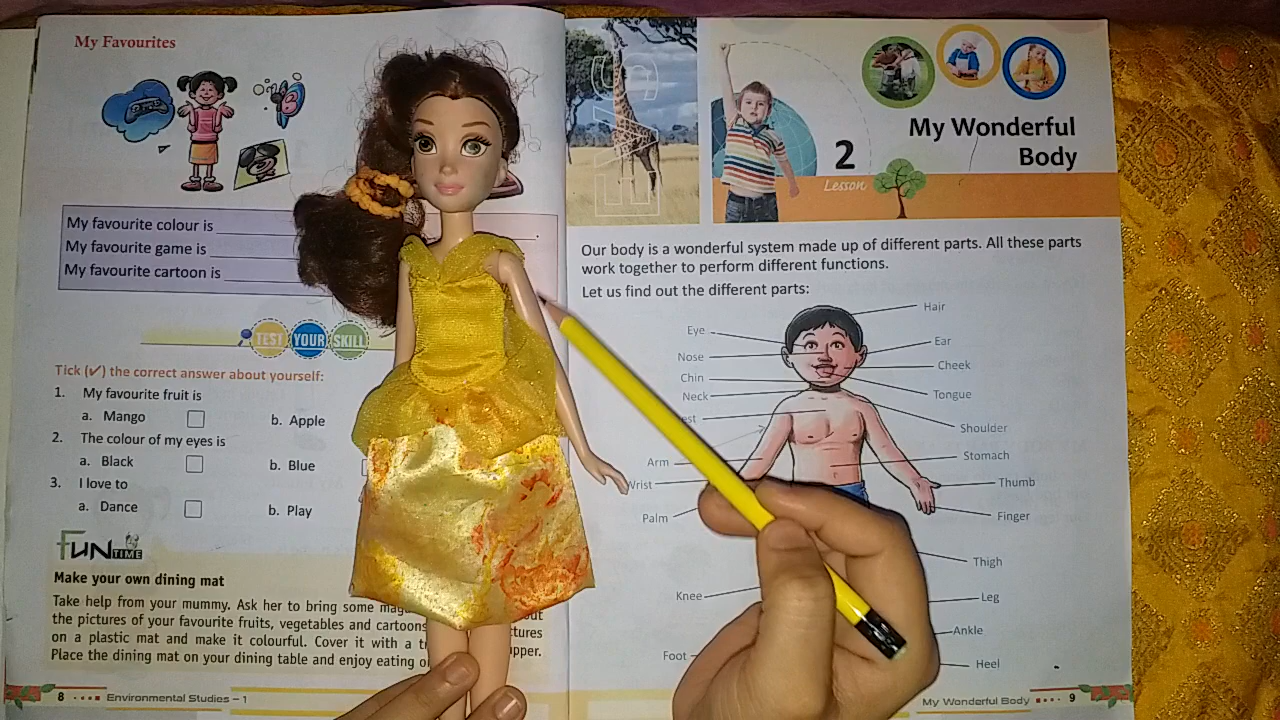 My Favourites
My favourite colour is
My favourite game is
My favourite cartoon is
TEST YOUR SKILL
Tick (✓) the correct answer about yourself:
1. My favourite fruit is
a. Mango b. Apple
2. The colour of my eyes is
a. Black b. Blue
3. I love to
a. Dance b. Play
FUN TIME
Make your own dining mat
Take help from your mummy. Ask her to bring some
the pictures of your favourite fruits, vegetables and cartoons
on a plastic mat and make it colourful. Cover it with a
Place the dining mat on your dining table and enjoy eating
8 Environmental Studies – 1
2
Lesson
My Wonderful
Body
Our body is a wonderful system made up of different parts. All these parts
work together to perform different functions.
Let us find out the different parts:
Hair
Eye
Ear
Nose
Cheek
Chin
Tongue
Neck
Shoulder
Stomach
Arm
Thumb
Wrist
Finger
Palm
Thigh
Knee
Leg
Ankle
Foot
Heel
My Wonderful Body 9